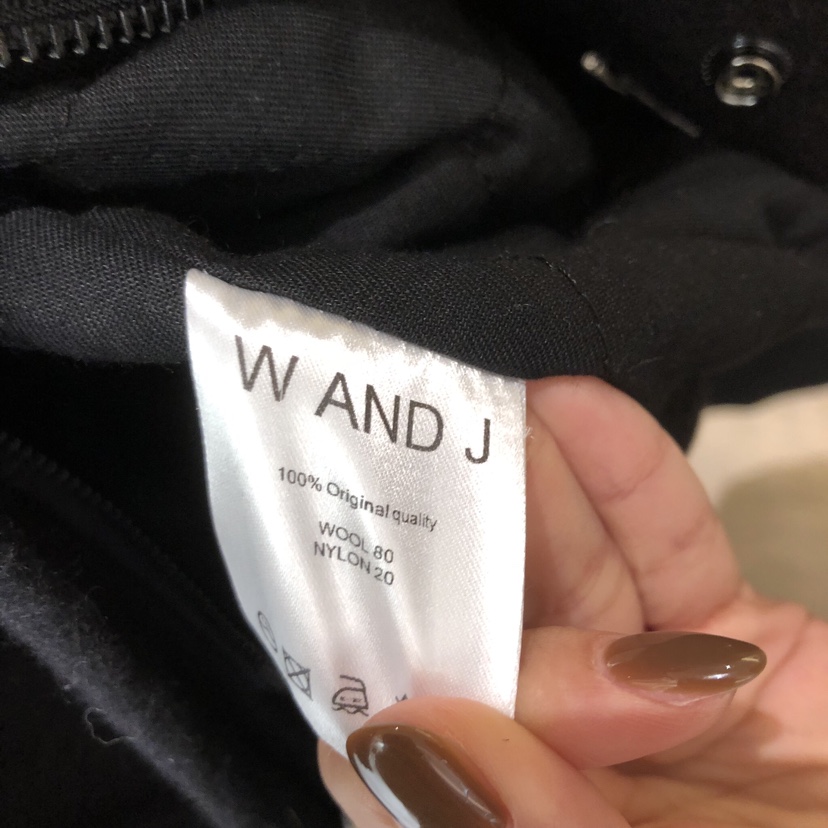 W AND J
100% Original quality
WOOL 80
NYLON 20